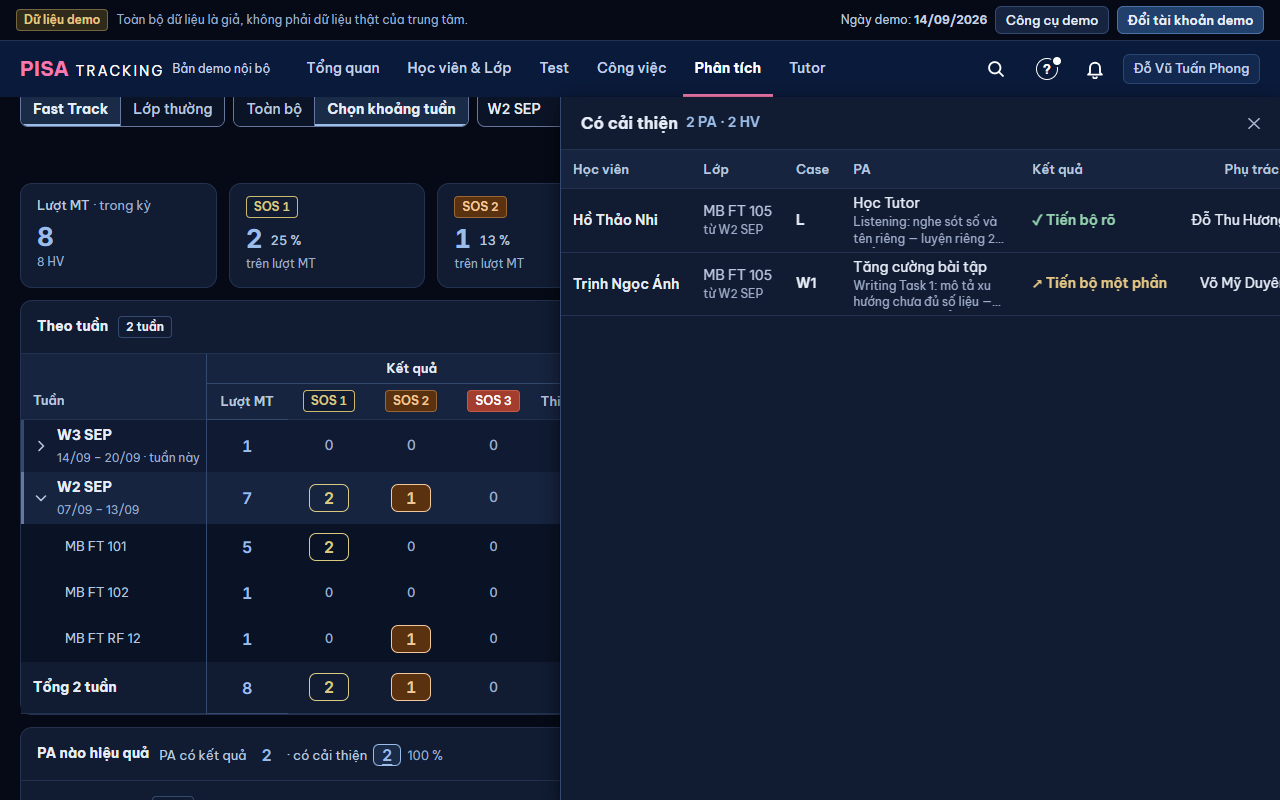 Dữ liệu demo Toàn bộ dữ liệu là giả, không phải dữ liệu thật của trung tâm. Ngày demo: 14/09/2026 Công cụ demo Đổi tài khoản demo
PISA TRACKING Bản demo nội bộ Tổng quan Học viên & Lớp Test Công việc Phân tích Tutor ? Đỗ Vũ Tuấn Phong
Fast Track Lớp thường Toàn bộ Chọn khoảng tuần W2 SEP
Lượt MT · trong kỳ
8
8 HV
SOS 1
2 25 %
trên lượt MT
SOS 2
1 13 %
trên lượt MT
Theo tuần 2 tuần
Kết quả
Tuần Lượt MT SOS 1 SOS 2 SOS 3 Thi
W3 SEP
14/09 – 20/09 · tuần này
1 0 0 0
W2 SEP
07/09 – 13/09
7 2 1 0
MB FT 101 5 2 0 0
MB FT 102 1 0 0 0
MB FT RF 12 1 0 1 0
Tổng 2 tuần 8 2 1 0
PA nào hiệu quả PA có kết quả 2 · có cải thiện 2 100 %
Có cải thiện 2 PA · 2 HV
Học viên Lớp Case PA Kết quả Phụ trác
Hồ Thảo Nhi
MB FT 105
từ W2 SEP
L
Học Tutor
Listening: nghe sót số và
tên riêng — luyện riêng 2...
✓ Tiến bộ rõ
Đỗ Thu Hương
Trịnh Ngọc Ánh
MB FT 105
từ W2 SEP
W1
Tăng cường bài tập
Writing Task 1: mô tả xu
hướng chưa đủ số liệu —...
↗ Tiến bộ một phần
Võ Mỹ Duyê